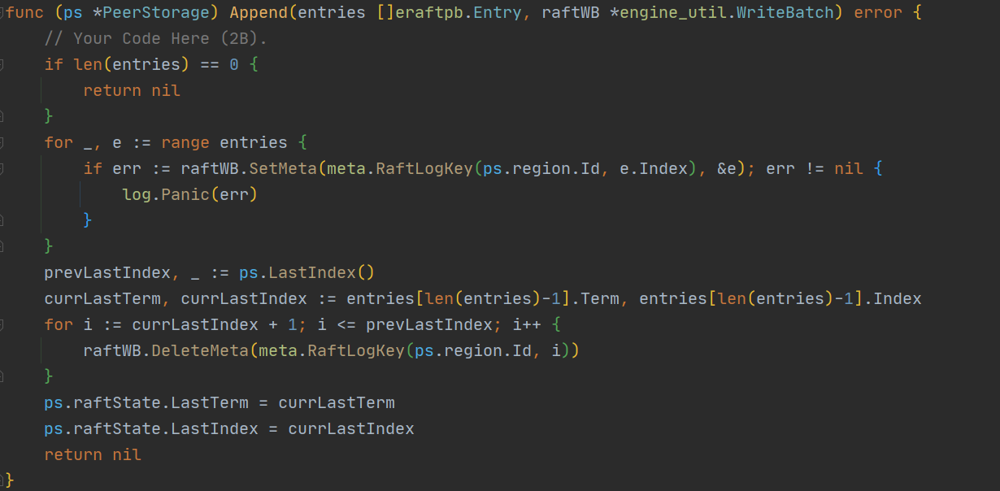 func (ps *PeerStorage) Append(entries []eraftpb.Entry, raftWB *engine_util.WriteBatch) error {
    // Your Code Here (2B).
    if len(entries) == 0 {
        return nil
    }
    for _, e := range entries {
        if err := raftWB.SetMeta(meta.RaftLogKey(ps.region.Id, e.Index), &e); err != nil {
            log.Panic(err)
        }
    }
    prevLastIndex, _ := ps.LastIndex()
    currLastTerm, currLastIndex := entries[len(entries)-1].Term, entries[len(entries)-1].Index
    for i := currLastIndex + 1; i <= prevLastIndex; i++ {
        raftWB.DeleteMeta(meta.RaftLogKey(ps.region.Id, i))
    }
    ps.raftState.LastTerm = currLastTerm
    ps.raftState.LastIndex = currLastIndex
    return nil
}